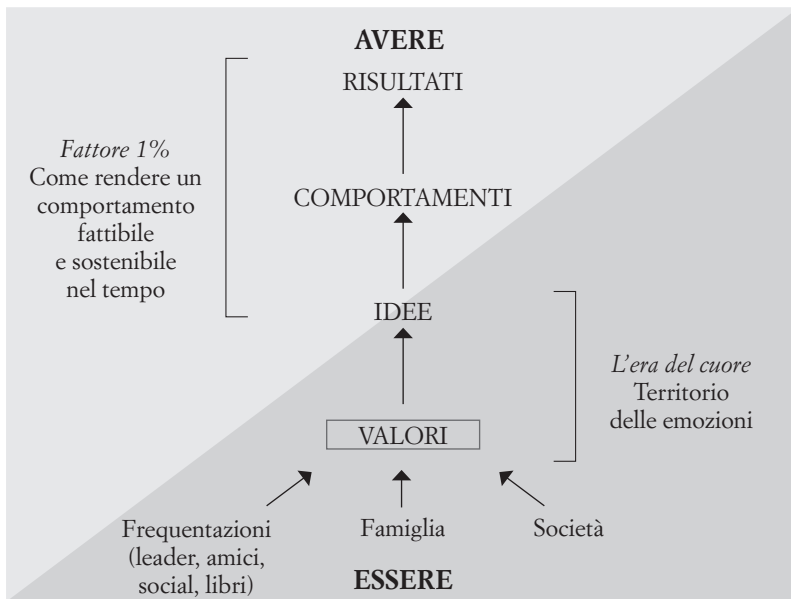 AVERE
RISULTATI
Fattore 1%
Come rendere un
comportamento
fattibile
e sostenibile
nel tempo
COMPORTAMENTI
IDEE
L'era del cuore
Territorio
delle emozioni
VALORI
Frequentazioni
(leader, amici,
social, libri)
Famiglia
Società
ESSERE